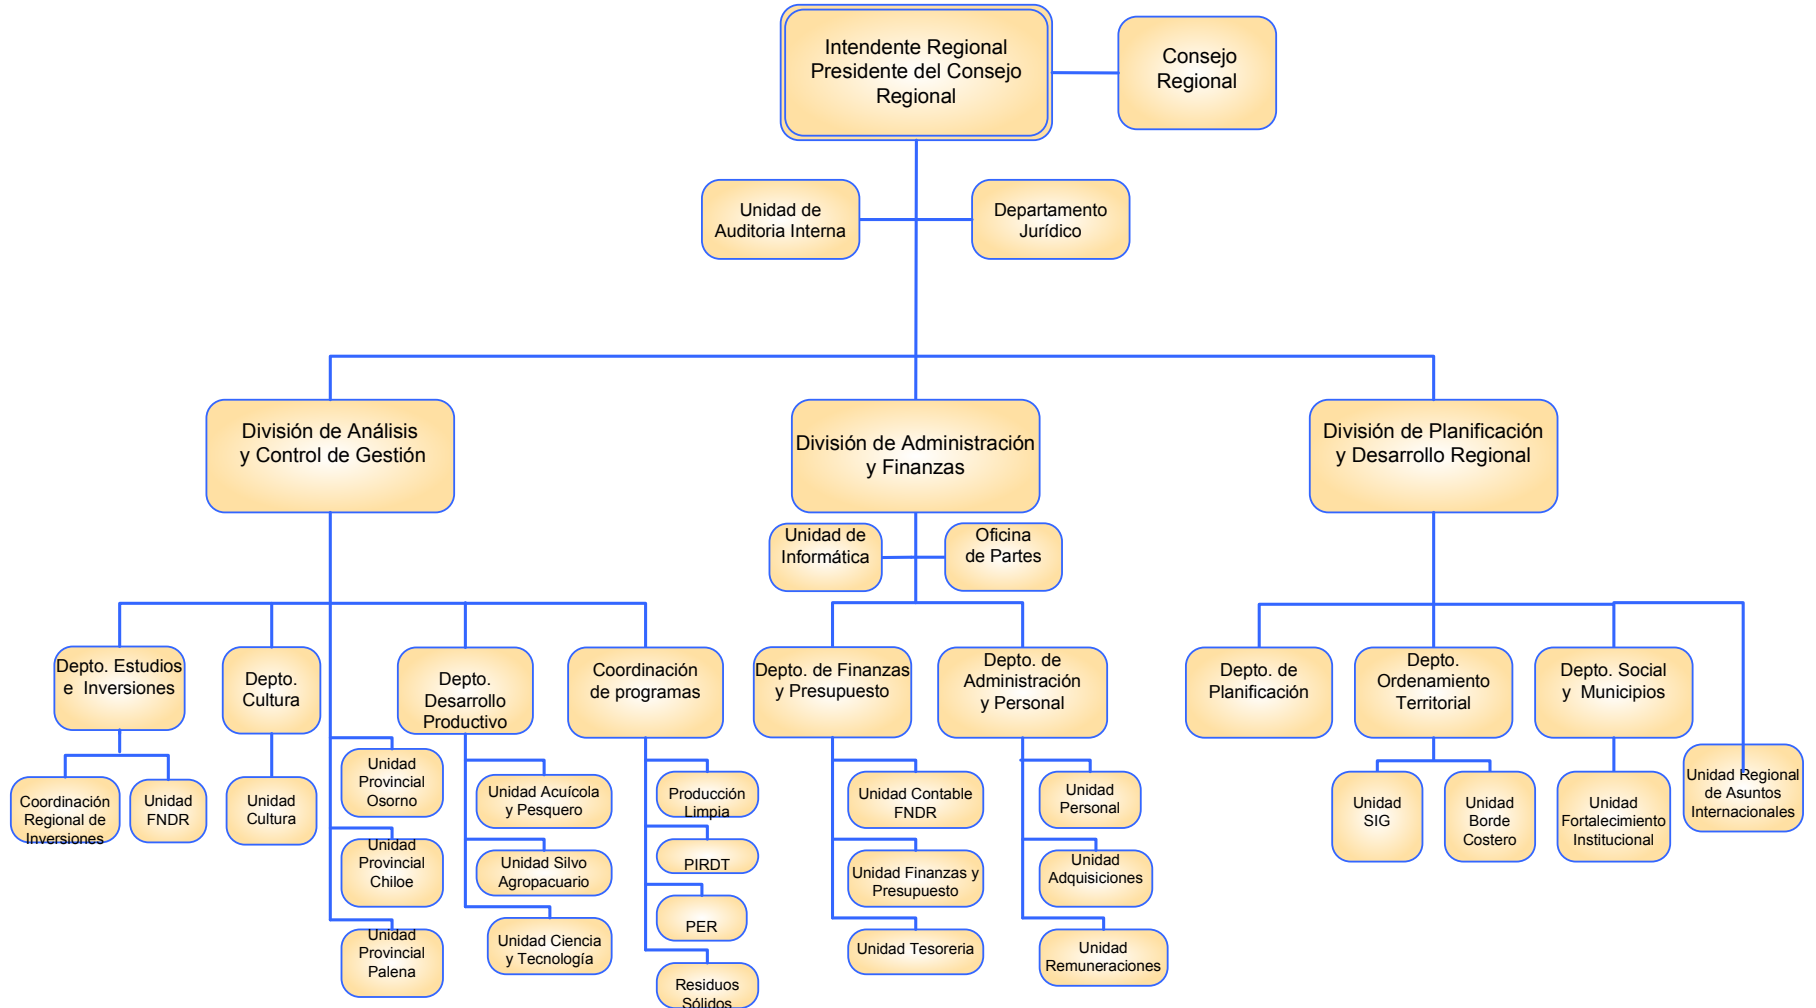 Intendente Regional
Presidente del Consejo
Regional
Consejo
Regional
Unidad de
Auditoria Interna
Departamento
Jurídico
División de Análisis
y Control de Gestión
División de Administración
y Finanzas
División de Planificación
y Desarrollo Regional
Unidad de
Informática
Oficina
de Partes
Depto. Estudios
e Inversiones
Depto.
Cultura
Depto.
Desarrollo
Productivo
Coordinación
de programas
Depto. de Finanzas
y Presupuesto
Depto. de
Administración
y Personal
Depto. de
Planificación
Depto.
Ordenamiento
Territorial
Depto. Social
y Municipios
Coordinación
Regional de
Inversiones
Unidad
FNDR
Unidad
Cultura
Unidad
Provincial
Osorno
Unidad
Provincial
Chiloe
Unidad
Provincial
Palena
Unidad Acuícola
y Pesquero
Unidad Silvo
Agropacuario
Unidad Ciencia
y Tecnología
Producción
Limpia
PIRDT
PER
Residuos
Sólidos
Unidad Contable
FNDR
Unidad Finanzas y
Presupuesto
Unidad Tesoreria
Unidad
Personal
Unidad
Adquisiciones
Unidad
Remuneraciones
Unidad
SIG
Unidad
Borde
Costero
Unidad
Fortalecimiento
Institucional
Unidad Regional
de Asuntos
Internacionales